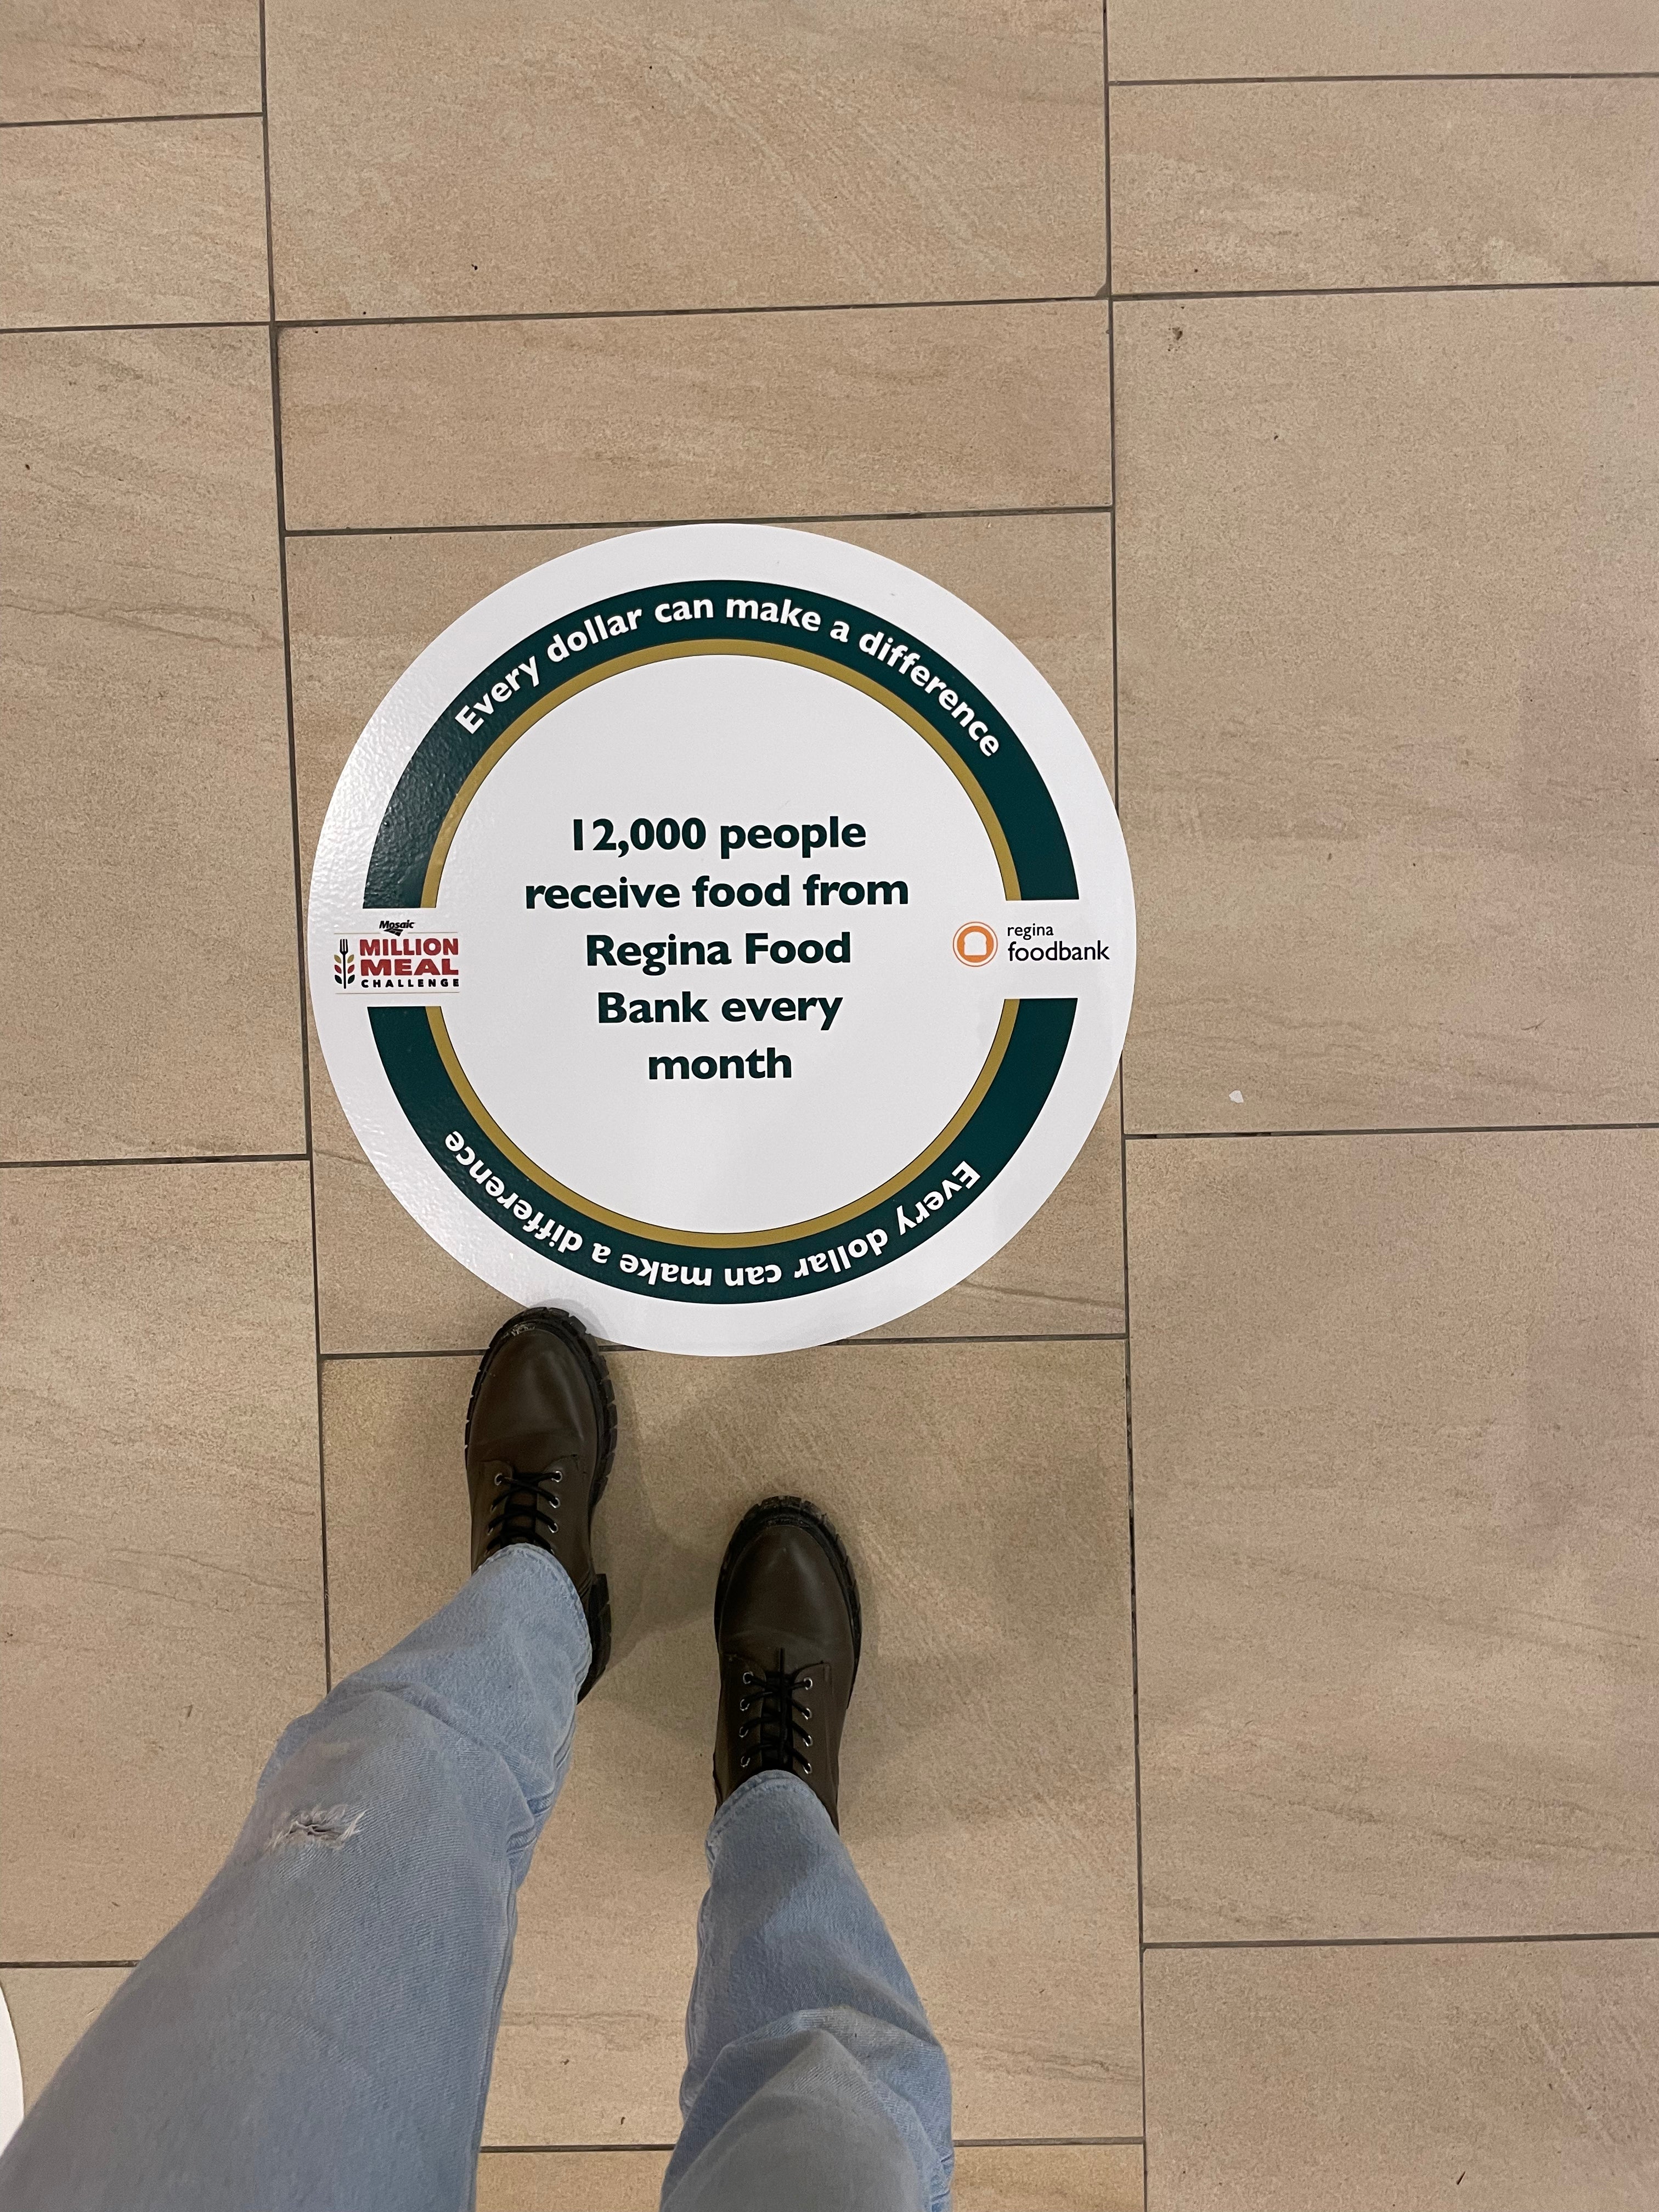 Every dollar can make a difference
12,000 people
receive food from
Regina Food
Bank every
month
Mosaic
MILLION
MEAL
CHALLENGE
regina
foodbank
Every dollar can make a difference